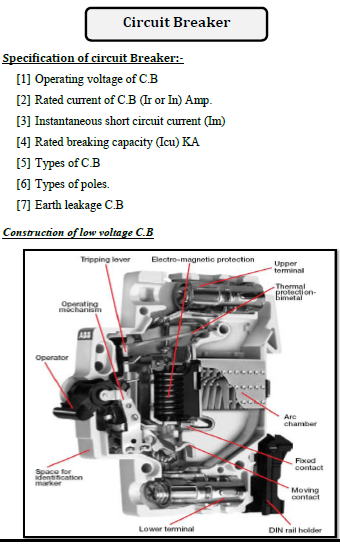 Circuit Breaker
Specification of circuit Breaker:-
[1] Operating voltage of C.B
[2] Rated current of C.B (Ir or In) Amp.
[3] Instantaneous short circuit current (Im)
[4] Rated breaking capacity (Icu) KA
[5] Types of C.B
[6] Types of poles.
[7] Earth leakage C.B
Construction of low voltage C.B
Tripping lever
Electro-magnetic protection
Upper
terminal
Thermal
protection-
bimetal
Operating
mechanism
ABB
Operator
Arc
chamber
Space for
identification
marker
Fixed
contact
Moving
contact
Lower terminal
DIN rail holder